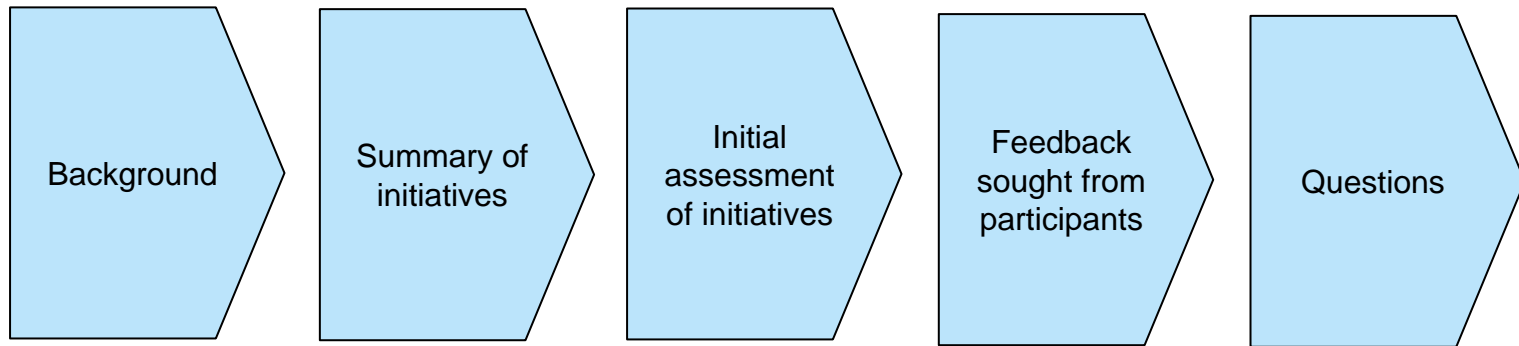 Background
Summary of
initiatives
Initial
assessment
of initiatives
Feedback
sought from
participants
Questions